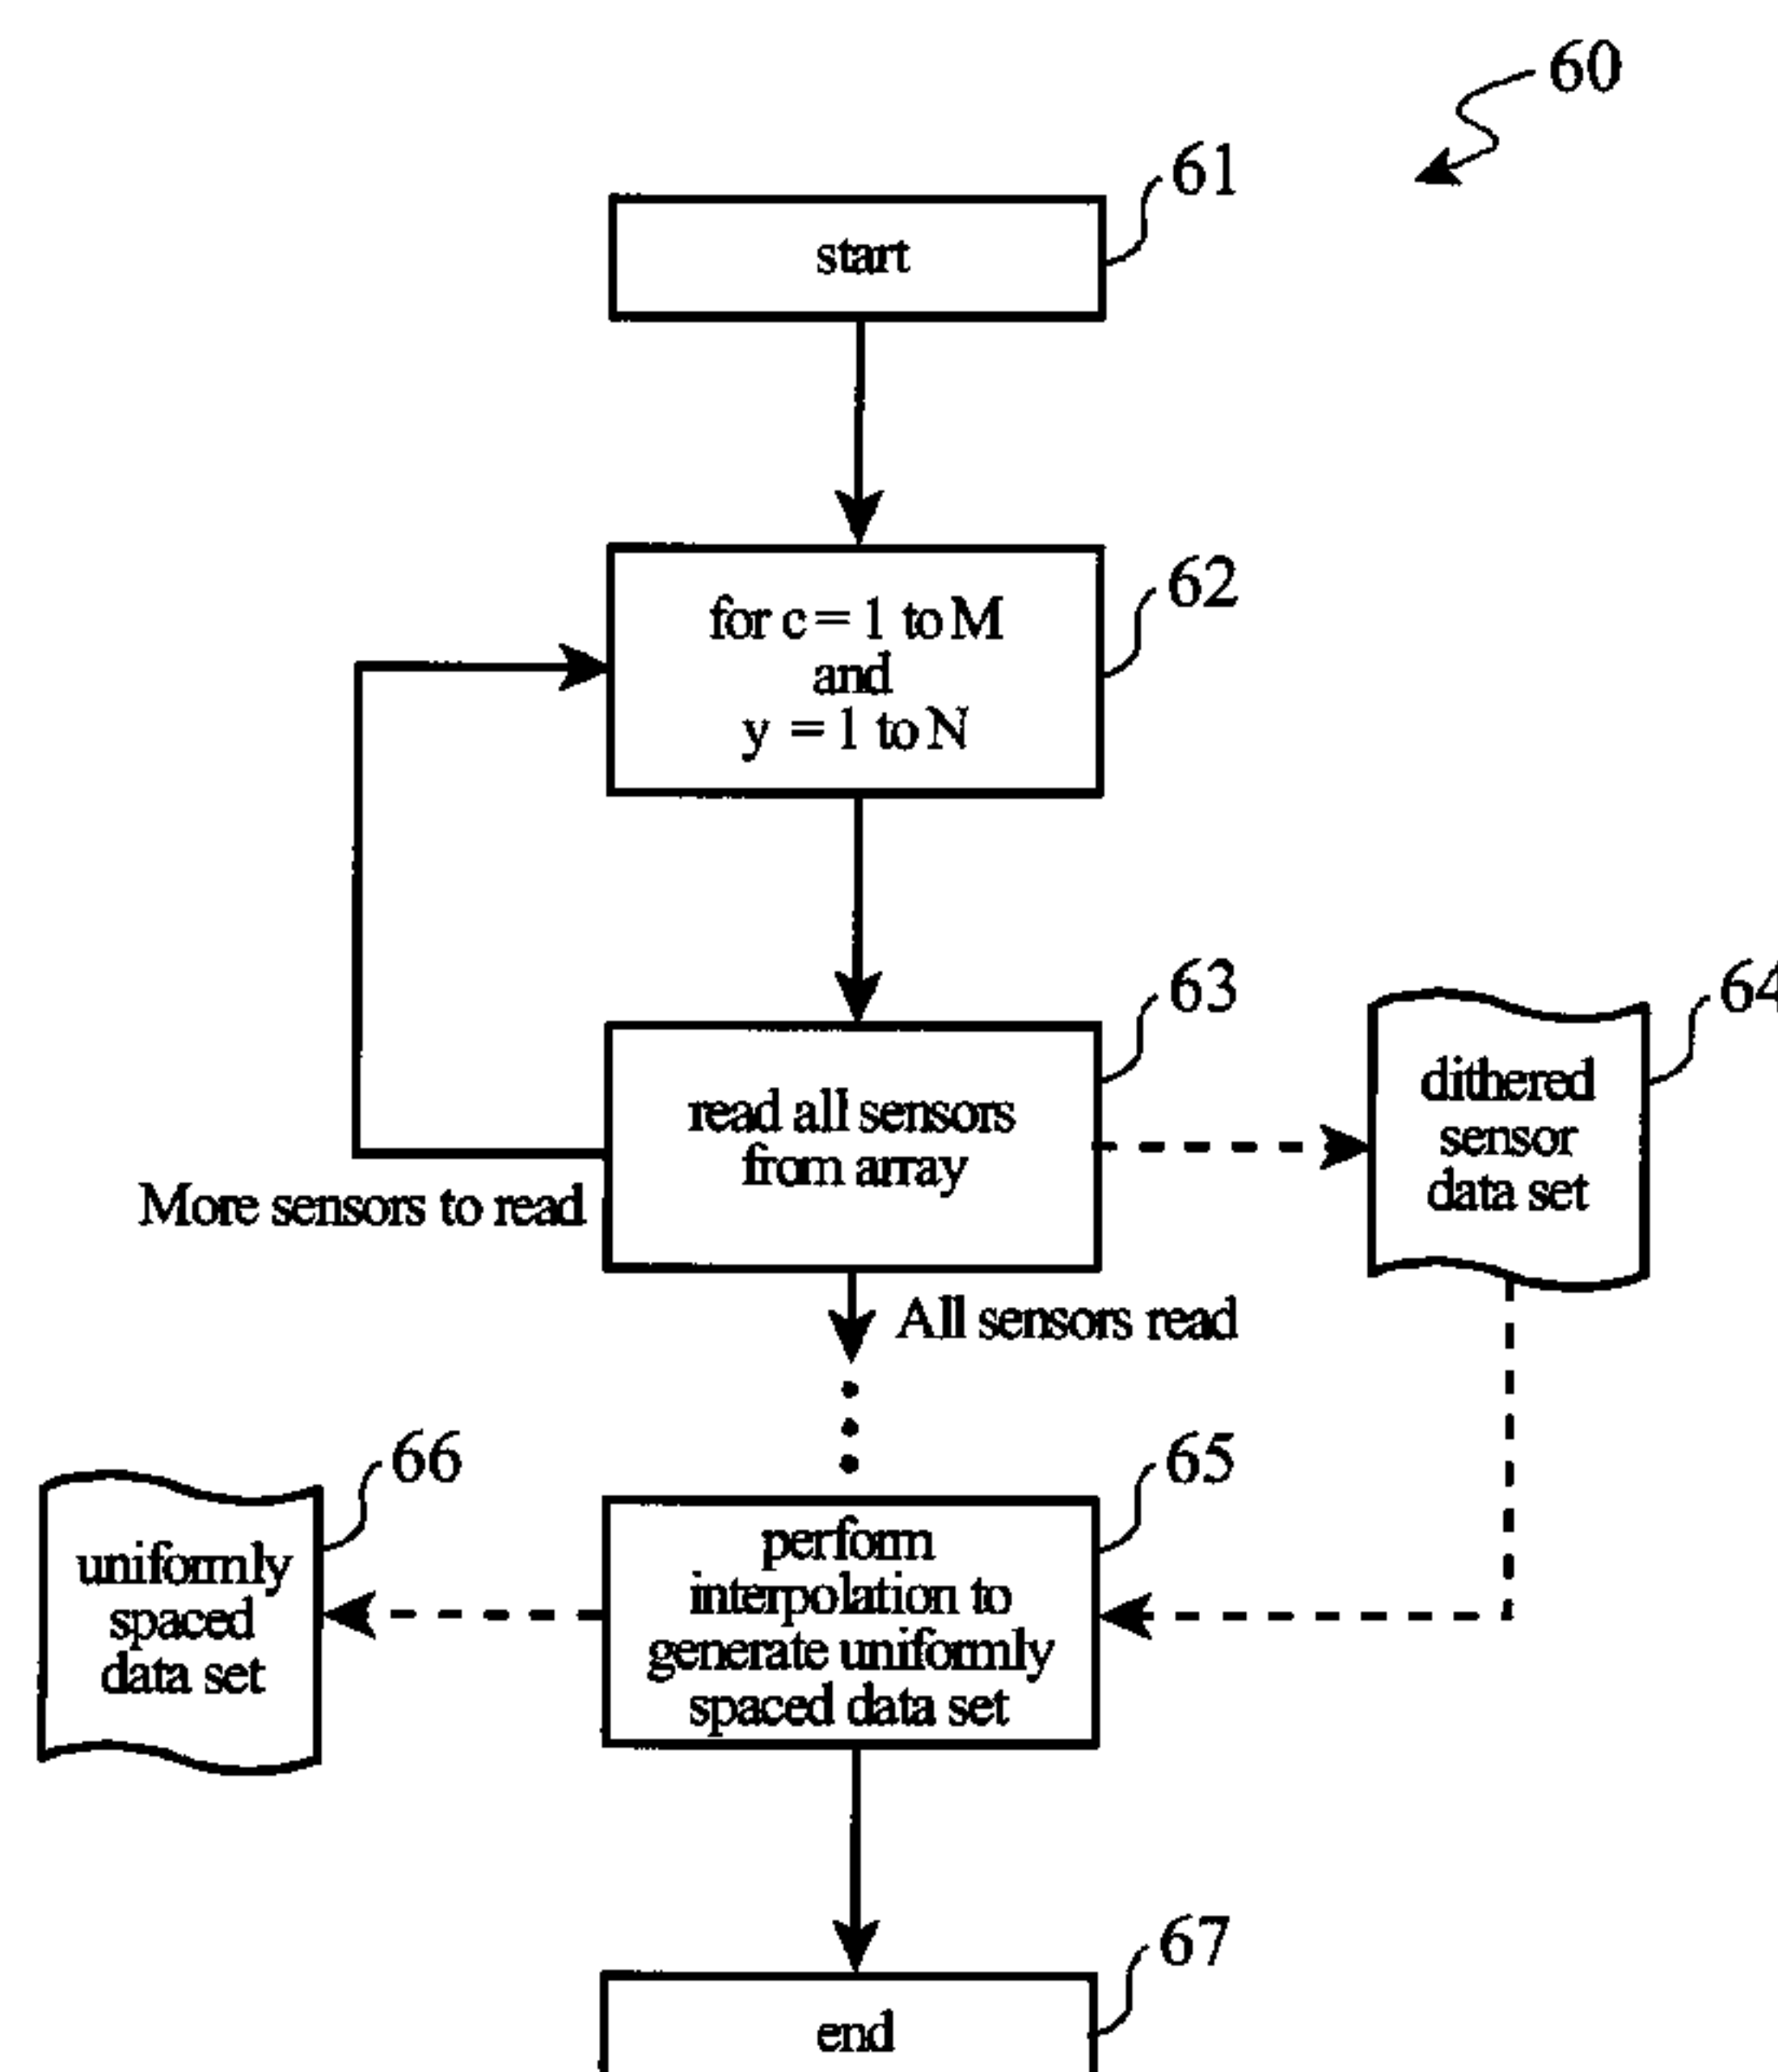 60
61
start
62
for c = 1 to M
and
y = 1 to N
63
64
read all sensors
from array
dithered
sensor
data set
More sensors to read
All sensors read
66
65
uniformly
spaced
data set
perform
interpolation to
generate uniformly
spaced data set
67
end